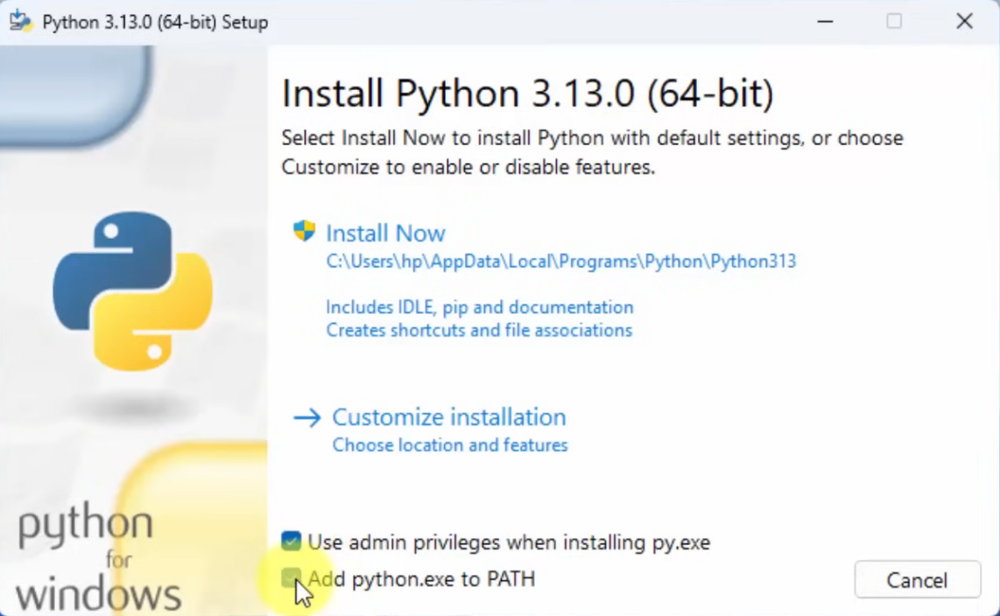 Python 3.13.0 (64-bit) Setup
Install Python 3.13.0 (64-bit)
Select Install Now to install Python with default settings, or choose
Customize to enable or disable features.
Install Now
C:\Users\hp\AppData\Local\Programs\Python\Python313
Includes IDLE, pip and documentation
Creates shortcuts and file associations
Customize installation
Choose location and features
python
for
windows
Use admin privileges when installing py.exe
Add python.exe to PATH
Cancel